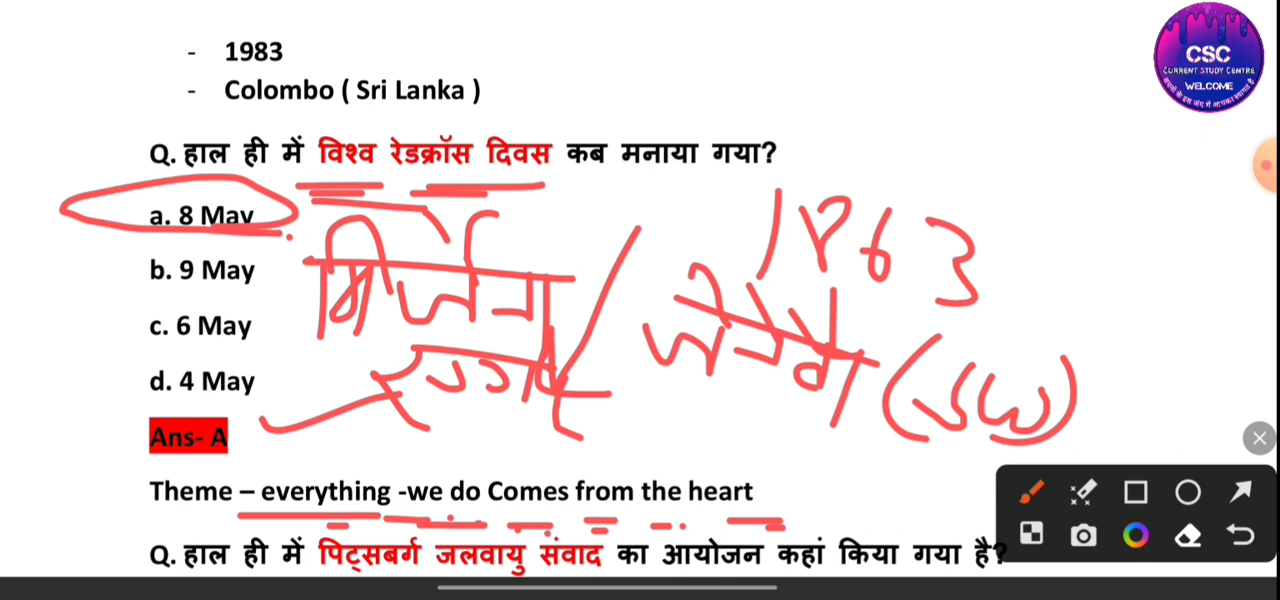 - 1983
- Colombo ( Sri Lanka )
CSC
CURRENT STUDY CENTRE
WELCOME
Q. हाल ही में विश्व रेडक्रॉस दिवस कब मनाया गया?
a. 8 May
b. 9 May
c. 6 May
d. 4 May
1863
(SW)
Ans- A
Theme – everything -we do Comes from the heart
Q. हाल ही में पिट्सबर्ग जलवायु संवाद का आयोजन कहां किया गया है?